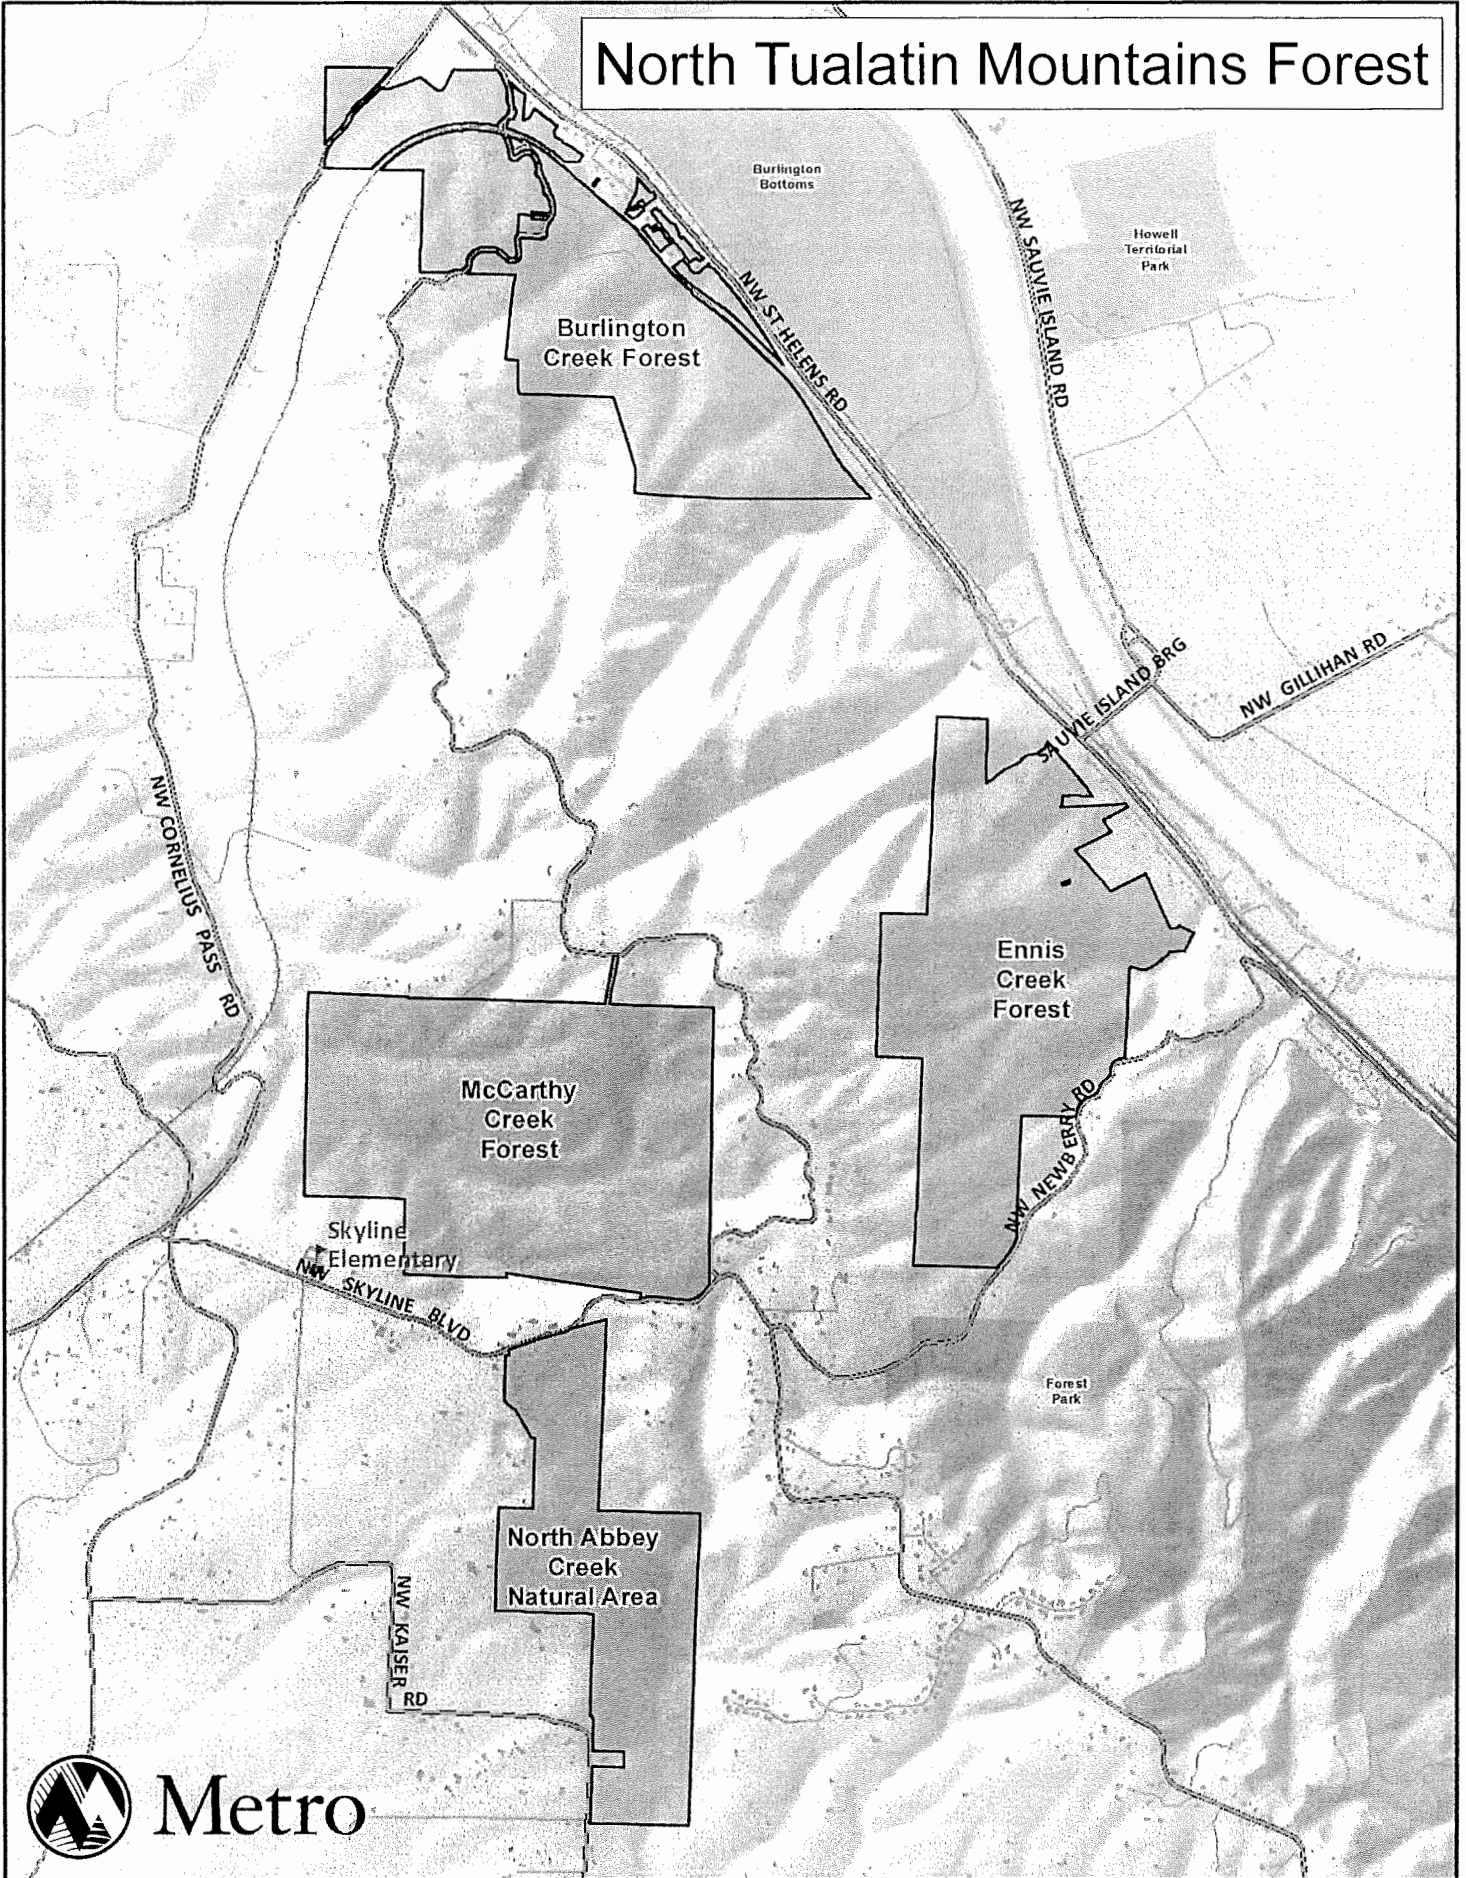 North Tualatin Mountains Forest
Burlington
Bottoms
Howell
Territorial
Park
NW SAUVIE ISLAND RD
NW ST HELENS RD
Burlington
Creek Forest
SAUVIE ISLAND BRG
NW GILLIHAN RD
NW CORNELIUS PASS RD
Ennis
Creek
Forest
McCarthy
Creek
Forest
NW NEWBERRY RD
Skyline
Elementary
NW SKYLINE BLVD
Forest
Park
North Abbey
Creek
Natural Area
NW KAISER
RD
Metro